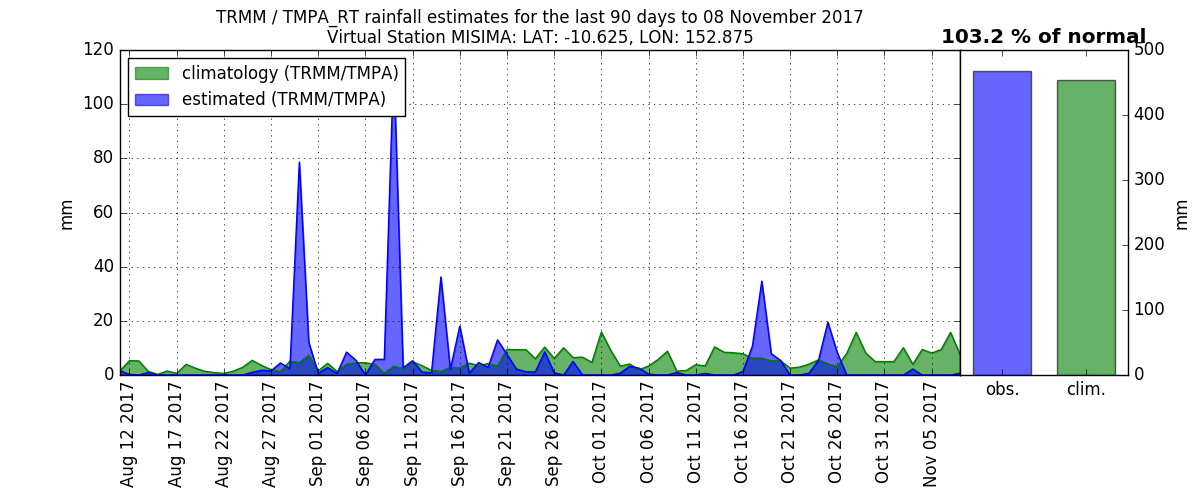 TRMM / TMPA_RT rainfall estimates for the last 90 days to 08 November 2017
Virtual Station MISIMA: LAT: -10.625, LON: 152.875
103.2 % of normal
climatology (TRMM/TMPA)
estimated (TRMM/TMPA)
120
100
80
60
40
20
0
mm
500
400
300
200
100
0
mm
Aug 12 2017
Aug 17 2017
Aug 22 2017
Aug 27 2017
Sep 01 2017
Sep 06 2017
Sep 11 2017
Sep 16 2017
Sep 21 2017
Sep 26 2017
Oct 01 2017
Oct 06 2017
Oct 11 2017
Oct 16 2017
Oct 21 2017
Oct 26 2017
Oct 31 2017
Nov 05 2017
obs.
clim.